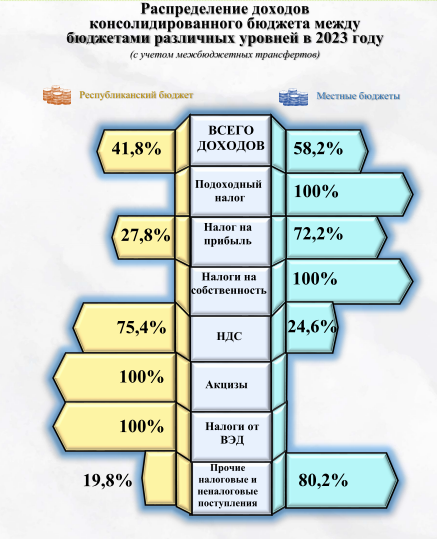 Распределение доходов
консолидированного бюджета между
бюджетами различных уровней в 2023 году
(с учетом межбюджетных трансфертов)
Республиканский бюджет
Местные бюджеты
41,8%
ВСЕГО
ДОХОДОВ
58,2%
Подоходный
налог
100%
27,8%
Налог на
прибыль
72,2%
Налоги на
собственность
100%
75,4%
НДС
24,6%
100%
Акцизы
100%
Налоги от
ВЭД
19,8%
Прочие
налоговые и
неналоговые
поступления
80,2%